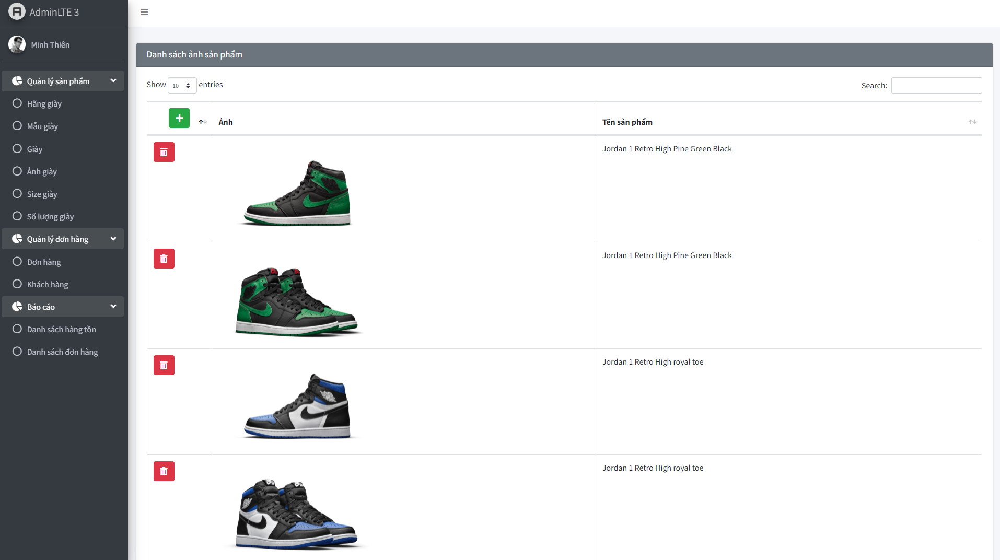 AdminLTE 3
Minh Thiên
Quản lý sản phẩm
Hãng giày
Mẫu giày
Giày
Ảnh giày
Size giày
Số lượng giày
Quản lý đơn hàng
Đơn hàng
Khách hàng
Báo cáo
Danh sách hàng tồn
Danh sách đơn hàng
Danh sách ảnh sản phẩm
Show 10 entries
Search:
Ảnh
Tên sản phẩm
Jordan 1 Retro High Pine Green Black
Jordan 1 Retro High Pine Green Black
Jordan 1 Retro High royal toe
Jordan 1 Retro High royal toe